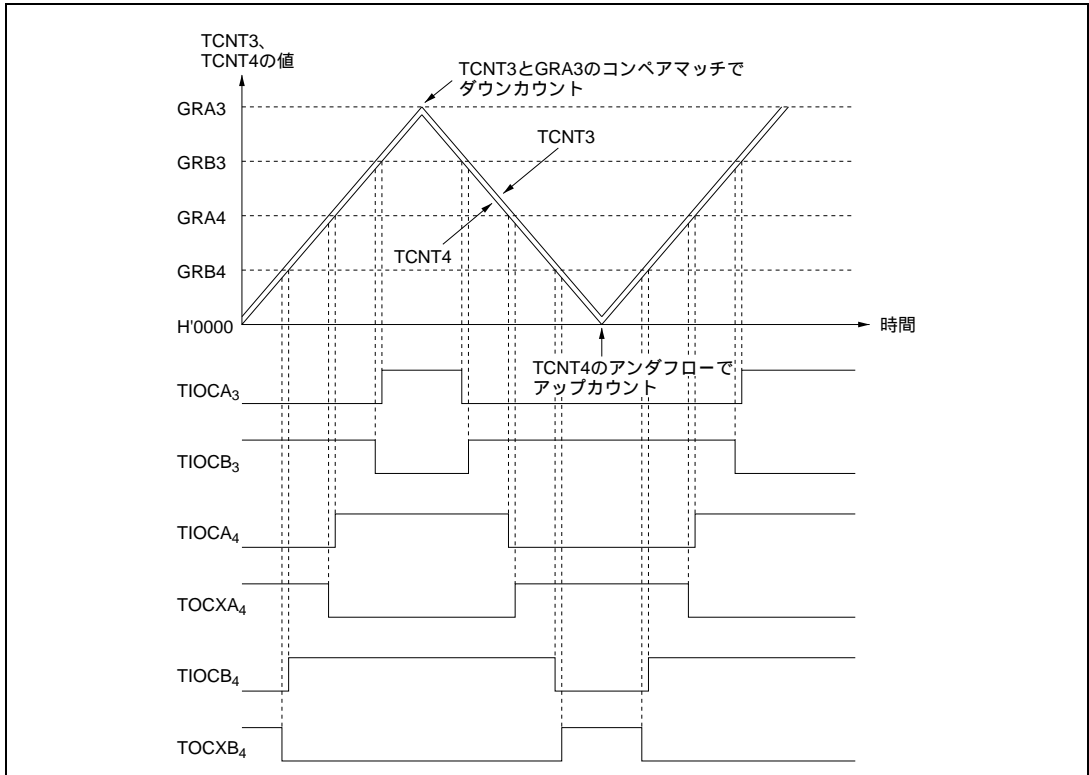 TCNT3、
TCNT4の値
TCNT3とGRA3のコンペアマッチで
ダウンカウント
GRA3
TCNT3
GRB3
GRA4
TCNT4
GRB4
H'0000
時間
TCNT4のアンダフローで
アップカウント
TIOCA3
TIOCB3
TIOCA4
TOCXA4
TIOCB4
TOCXB4